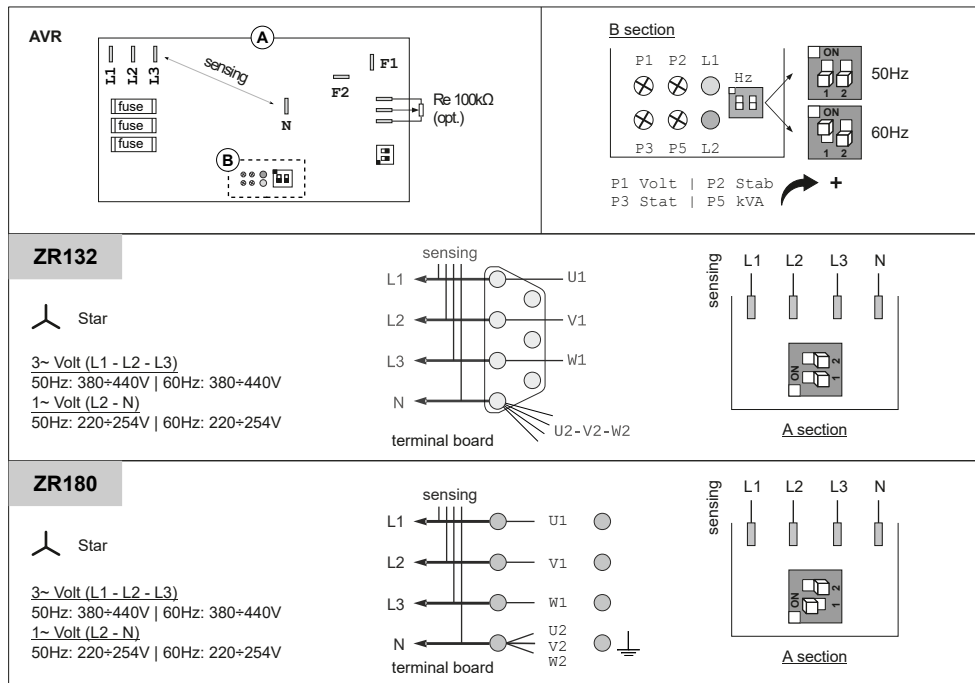 AVR
A
L1 L2 L3
sensing
N
F1
F2
Re 100kΩ
(opt.)
fuse
fuse
fuse
B
B section
P1 P2 L1
Hz
P3 P5 L2
ON
1 2
50Hz
ON
1 2
60Hz
P1 Volt | P2 Stab
P3 Stat | P5 kVA
+
ZR132
Star
3~ Volt (L1 - L2 - L3)
50Hz: 380÷440V | 60Hz: 380÷440V
1~ Volt (L2 - N)
50Hz: 220÷254V | 60Hz: 220÷254V
sensing
L1 U1
L2 V1
L3 W1
N
U2-V2-W2
terminal board
sensing
L1 L2 L3 N
ON
1 2
A section
ZR180
Star
3~ Volt (L1 - L2 - L3)
50Hz: 380÷440V | 60Hz: 380÷440V
1~ Volt (L2 - N)
50Hz: 220÷254V | 60Hz: 220÷254V
sensing
L1 U1
L2 V1
L3 W1
N
U2
V2
W2
terminal board
sensing
L1 L2 L3 N
ON
1 2
A section